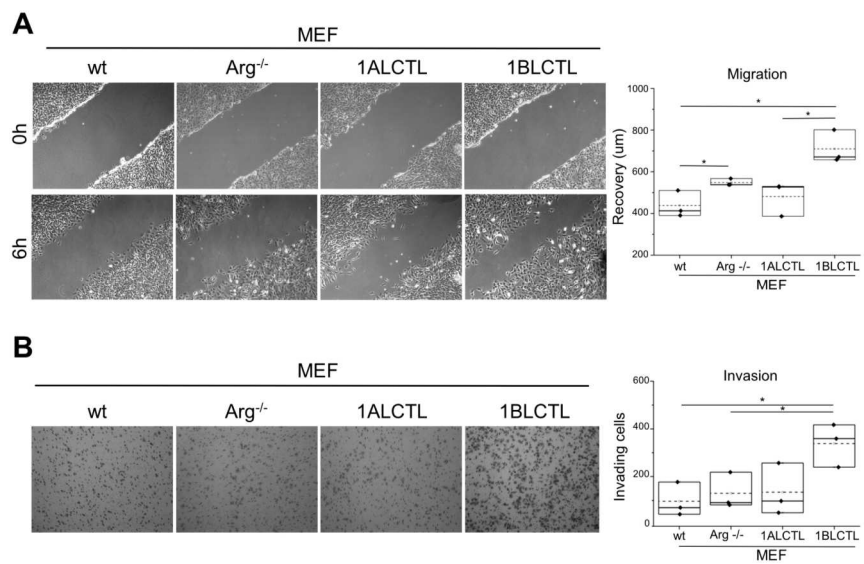 A
MEF
wt Arg-/- 1ALCTL 1BLCTL
0h
6h
Migration
Recovery (um)
1000
800
600
400
200
* 
*
*
wt Arg -/- 1ALCTL 1BLCTL
MEF
B
MEF
wt Arg-/- 1ALCTL 1BLCTL
Invasion
Invading cells
600
400
200
0
*
*
wt Arg -/- 1ALCTL 1BLCTL
MEF